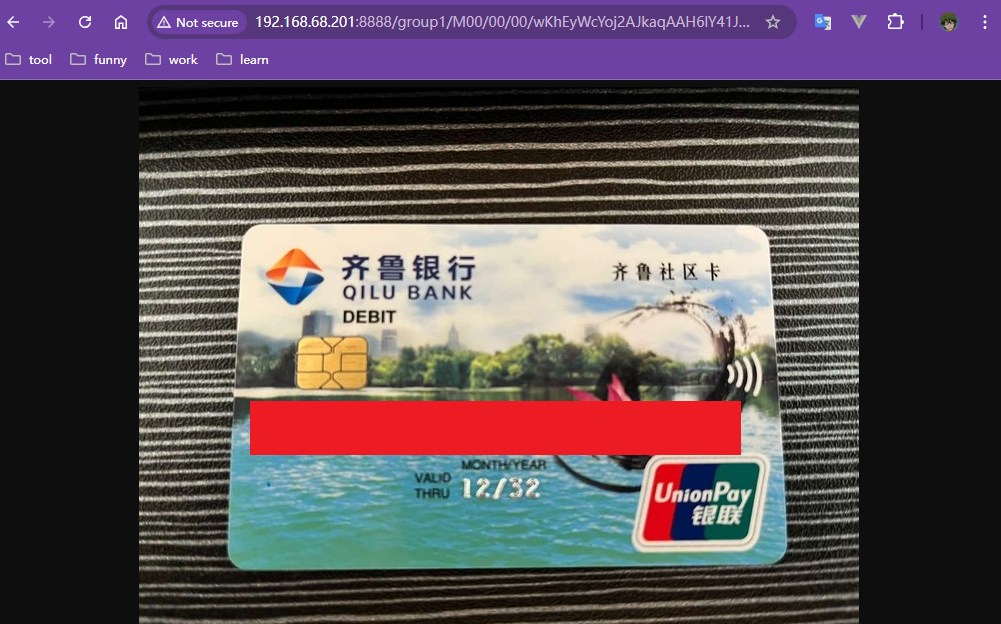 Not secure
192.168.68.201:8888/group1/M00/00/00/wKhEyWcYoj2AJkaqAAH6lY41J...
tool
funny
work
learn
齐鲁银行
QILU BANK
DEBIT
齐鲁社区卡
MONTH/YEAR
VALID
THRU
12/32
UnionPay
银联